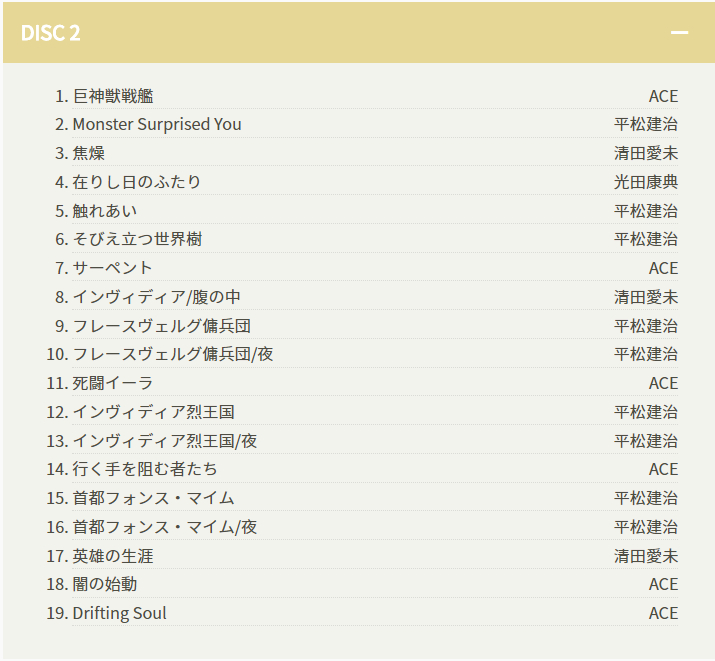 DISC 2
1. 巨神獣戦艦 ACE
2. Monster Surprised You 平松建治
3. 焦燥 清田愛未
4. 在りし日のふたり 光田康典
5. 触れあい 平松建治
6. そびえ立つ世界樹 平松建治
7. サーペント ACE
8. インヴィディア/腹の中 清田愛未
9. フレースヴェルグ傭兵団 平松建治
10. フレースヴェルグ傭兵団/夜 平松建治
11. 死闘イーラ ACE
12. インヴィディア烈王国 平松建治
13. インヴィディア烈王国/夜 平松建治
14. 行く手を阻む者たち ACE
15. 首都フォンス・マイム 平松建治
16. 首都フォンス・マイム/夜 平松建治
17. 英雄の生涯 清田愛未
18. 闇の始動 ACE
19. Drifting Soul ACE